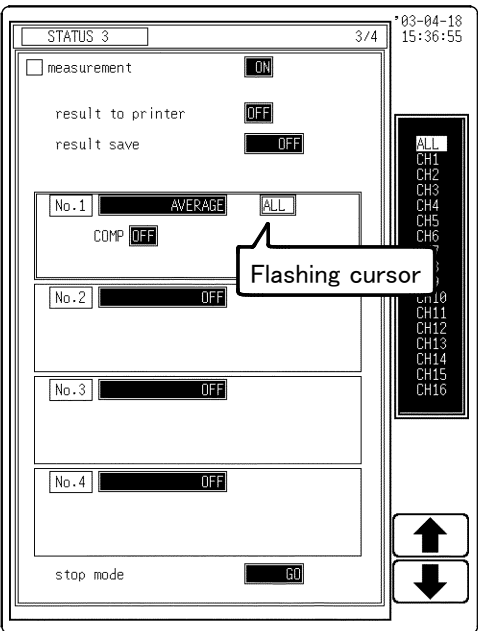 '03-04-18
STATUS 3 3/4 15:36:55
measurement ON
result to printer OFF
result save OFF
ALL
CH1
CH2
CH3
CH4
CH5
CH6
CH10
CH11
CH12
CH13
CH14
CH15
CH16
No.1 AVERAGE ALL
COMP OFF
Flashing cursor
No.2 OFF
No.3 OFF
No.4 OFF
stop mode GO